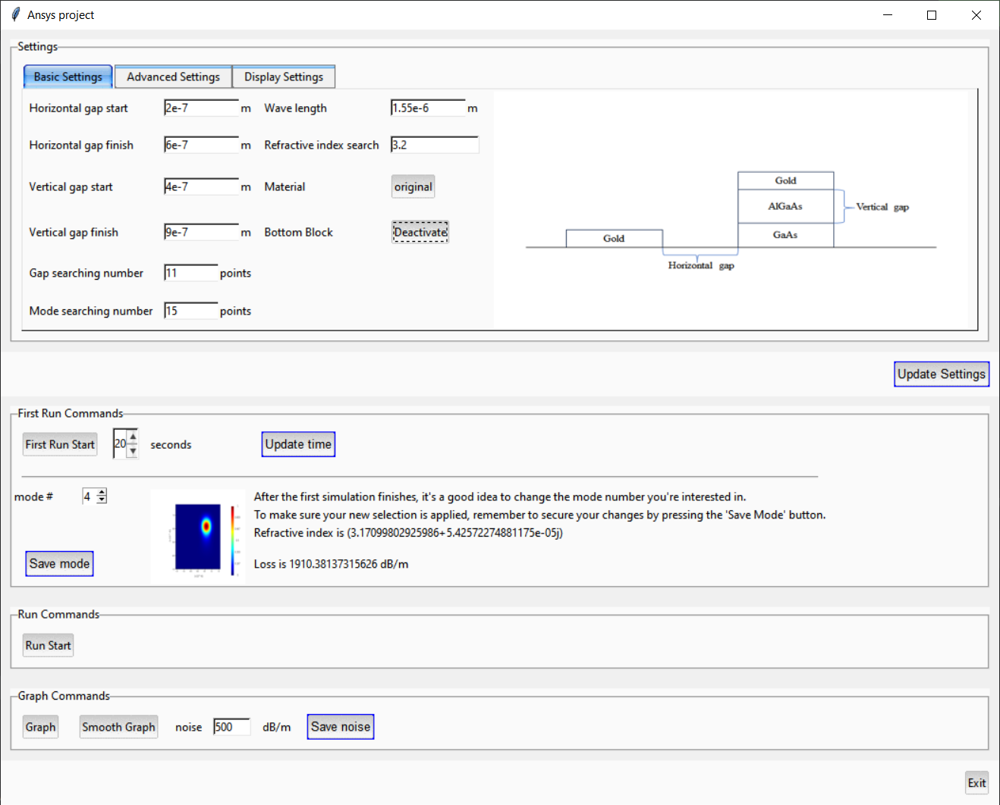 Ansys project
Settings
Basic Settings Advanced Settings Display Settings
Horizontal gap start 2e-7 m Wave length 1.55e-6 m
Horizontal gap finish 6e-7 m Refractive index search 3.2
Vertical gap start 4e-7 m Material original
Vertical gap finish 9e-7 m Bottom Block Deactivate
Gap searching number 11 points
Mode searching number 15 points
Gold
AlGaAs Vertical gap
Gold GaAs
Horizontal gap
Update Settings
First Run Commands
First Run Start 20 seconds Update time
mode # 4
After the first simulation finishes, it's a good idea to change the mode number you're interested in.
To make sure your new selection is applied, remember to secure your changes by pressing the 'Save Mode' button.
Refractive index is (3.17099802925986+5.42572274881175e-05j)
Save mode Loss is 1910.38137315626 dB/m
Run Commands
Run Start
Graph Commands
Graph Smooth Graph noise 500 dB/m Save noise
Exit